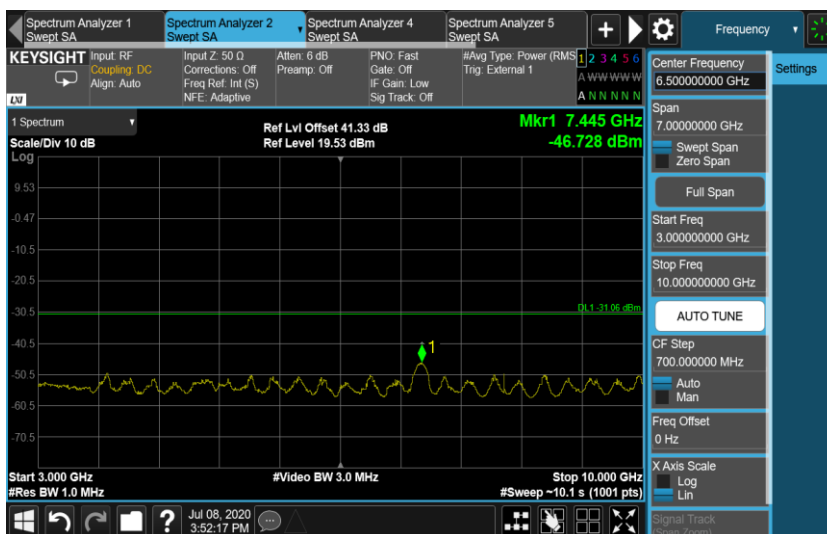 Spectrum Analyzer 1
Swept SA
Spectrum Analyzer 2
Swept SA
Spectrum Analyzer 4
Swept SA
Spectrum Analyzer 5
Swept SA
+
Frequency
KEYSIGHT
LXI
Input: RF
Coupling: DC
Align: Auto
Input Z: 50 Ω
Corrections: Off
Freq Ref: Int (S)
NFE: Adaptive
Atten: 6 dB
Preamp: Off
PNO: Fast
Gate: Off
IF Gain: Low
Sig Track: Off
#Avg Type: Power (RMS
Trig: External 1
1 2 3 4 5 6
A W W W W W
A N N N N N
1 Spectrum
Scale/Div 10 dB
Ref Lvl Offset 41.33 dB
Ref Level 19.53 dBm
Mkr1 7.445 GHz
-46.728 dBm
Log
9.53
-0.47
-10.5
-20.5
-30.5
-40.5
-50.5
-60.5
-70.5
DL1 -31.06 dBm
1
Start 3.000 GHz
#Res BW 1.0 MHz
#Video BW 3.0 MHz
Stop 10.000 GHz
#Sweep ~10.1 s (1001 pts)
Center Frequency
6.500000000 GHz
Settings
Span
7.00000000 GHz
Swept Span
Zero Span
Full Span
Start Freq
3.000000000 GHz
Stop Freq
10.000000000 GHz
AUTO TUNE
CF Step
700.000000 MHz
Auto
Man
Freq Offset
0 Hz
X Axis Scale
Log
Lin
Signal Track
(Span Zoom)
?
Jul 08, 2020
3:52:17 PM